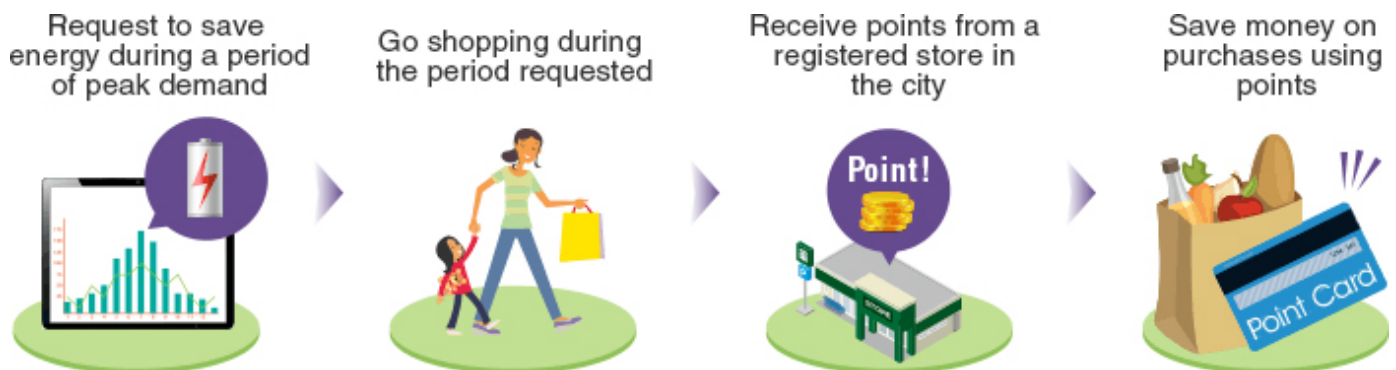 Request to save
energy during a period
of peak demand
Go shopping during
the period requested
Receive points from a
registered store in
the city
Save money on
purchases using
points
Point!
Point Card